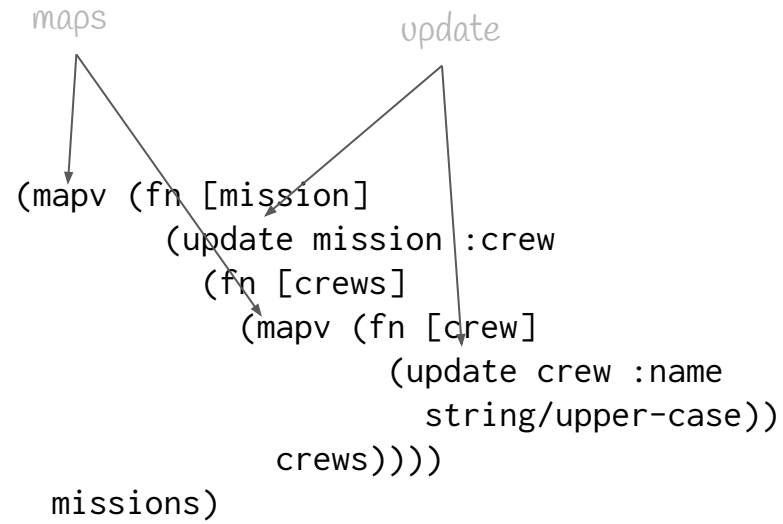 maps
update
(mapv (fn [mission]
(update mission :crew
(fn [crews]
(mapv (fn [crew]
(update crew :name
string/upper-case))
crews))))
missions)